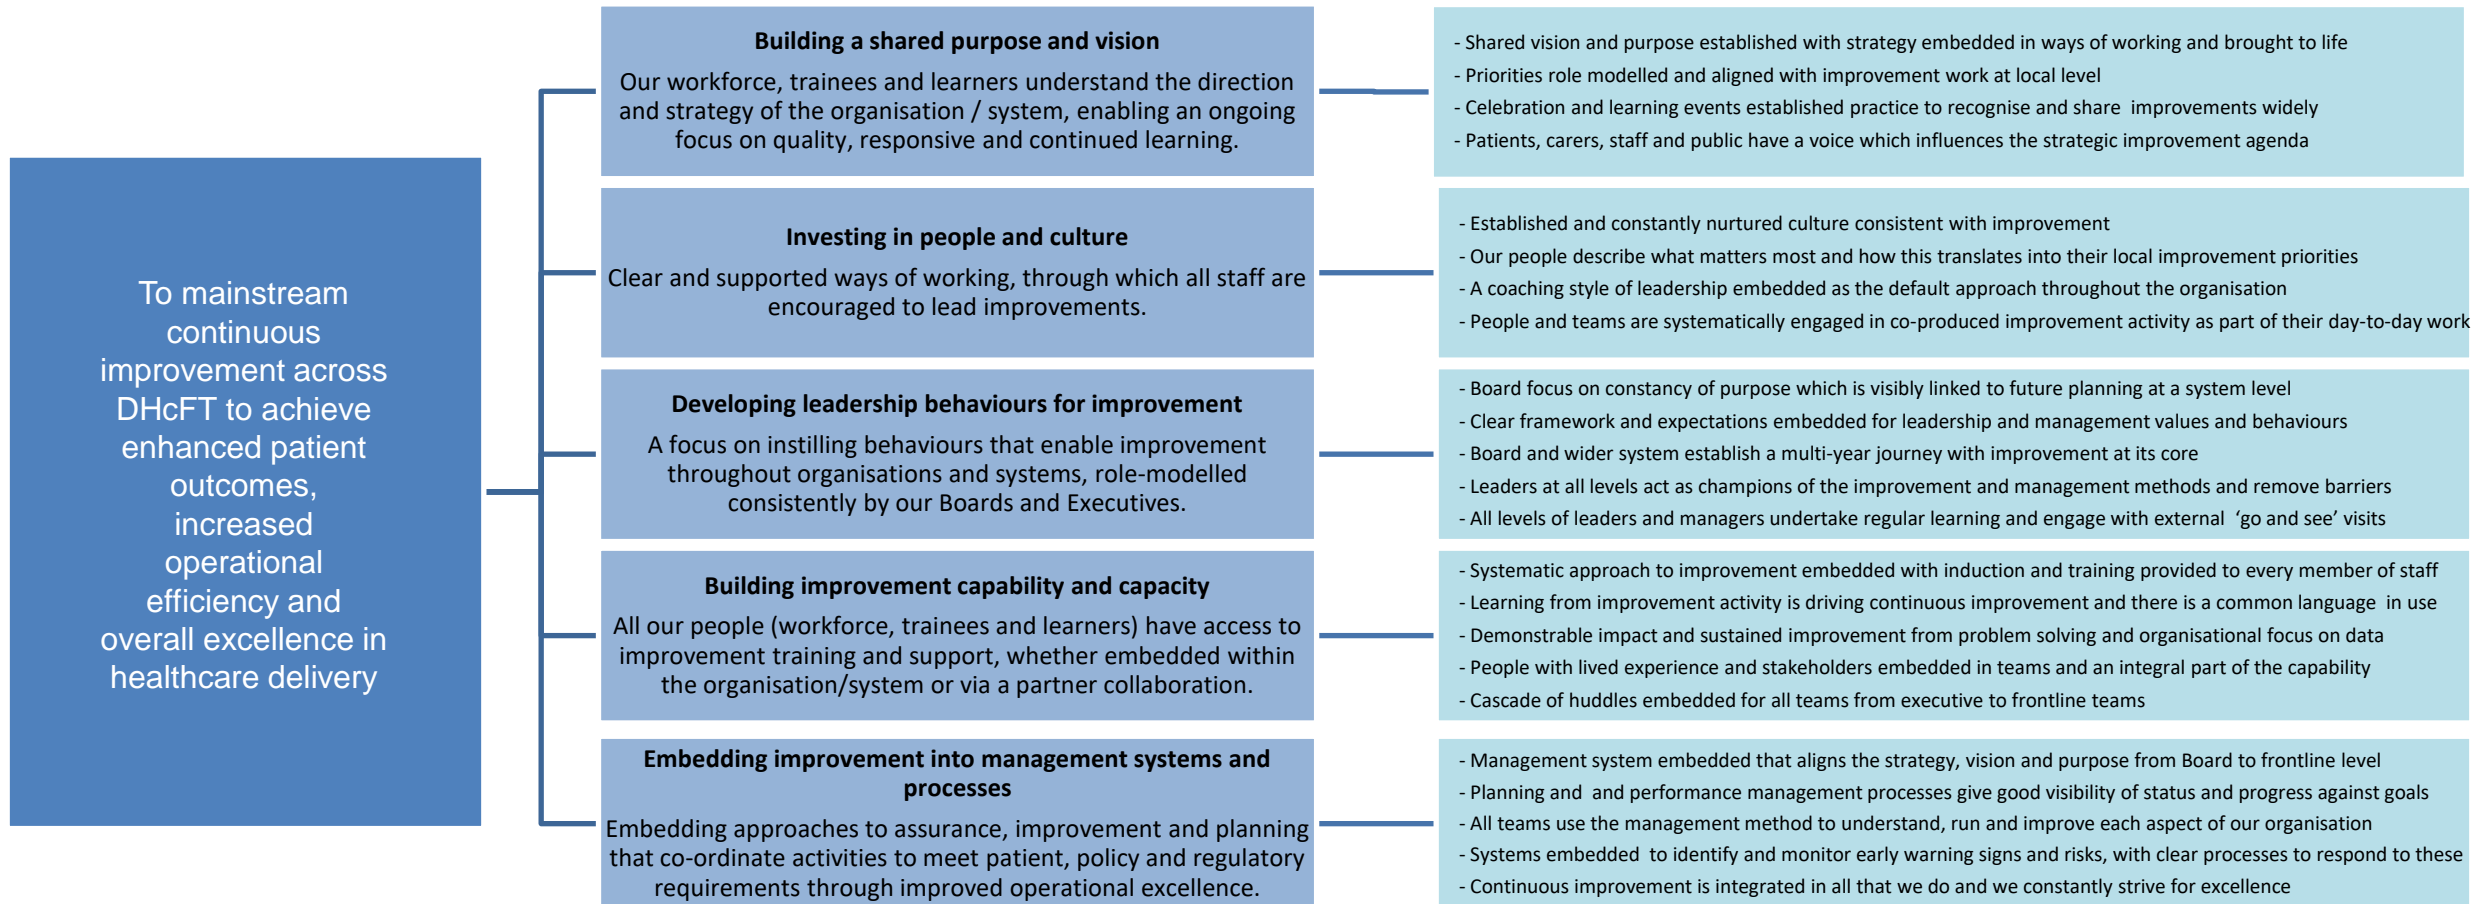 To mainstream
continuous
improvement across
DHcFT to achieve
enhanced patient
outcomes,
increased
operational
efficiency and
overall excellence in
healthcare delivery
Building a shared purpose and vision
Our workforce, trainees and learners understand the direction
and strategy of the organisation / system, enabling an ongoing
focus on quality, responsive and continued learning.
- Shared vision and purpose established with strategy embedded in ways of working and brought to life
- Priorities role modelled and aligned with improvement work at local level
- Celebration and learning events established practice to recognise and share improvements widely
- Patients, carers, staff and public have a voice which influences the strategic improvement agenda
Investing in people and culture
Clear and supported ways of working, through which all staff are
encouraged to lead improvements.
- Established and constantly nurtured culture consistent with improvement
- Our people describe what matters most and how this translates into their local improvement priorities
- A coaching style of leadership embedded as the default approach throughout the organisation
- People and teams are systematically engaged in co-produced improvement activity as part of their day-to-day work
Developing leadership behaviours for improvement
A focus on instilling behaviours that enable improvement
throughout organisations and systems, role-modelled
consistently by our Boards and Executives.
- Board focus on constancy of purpose which is visibly linked to future planning at a system level
- Clear framework and expectations embedded for leadership and management values and behaviours
- Board and wider system establish a multi-year journey with improvement at its core
- Leaders at all levels act as champions of the improvement and management methods and remove barriers
- All levels of leaders and managers undertake regular learning and engage with external ‘go and see’ visits
Building improvement capability and capacity
All our people (workforce, trainees and learners) have access to
improvement training and support, whether embedded within
the organisation/system or via a partner collaboration.
- Systematic approach to improvement embedded with induction and training provided to every member of staff
- Learning from improvement activity is driving continuous improvement and there is a common language in use
- Demonstrable impact and sustained improvement from problem solving and organisational focus on data
- People with lived experience and stakeholders embedded in teams and an integral part of the capability
- Cascade of huddles embedded for all teams from executive to frontline teams
Embedding improvement into management systems and
processes
Embedding approaches to assurance, improvement and planning
that co-ordinate activities to meet patient, policy and regulatory
requirements through improved operational excellence.
- Management system embedded that aligns the strategy, vision and purpose from Board to frontline level
- Planning and and performance management processes give good visibility of status and progress against goals
- All teams use the management method to understand, run and improve each aspect of our organisation
- Systems embedded to identify and monitor early warning signs and risks, with clear processes to respond to these
- Continuous improvement is integrated in all that we do and we constantly strive for excellence